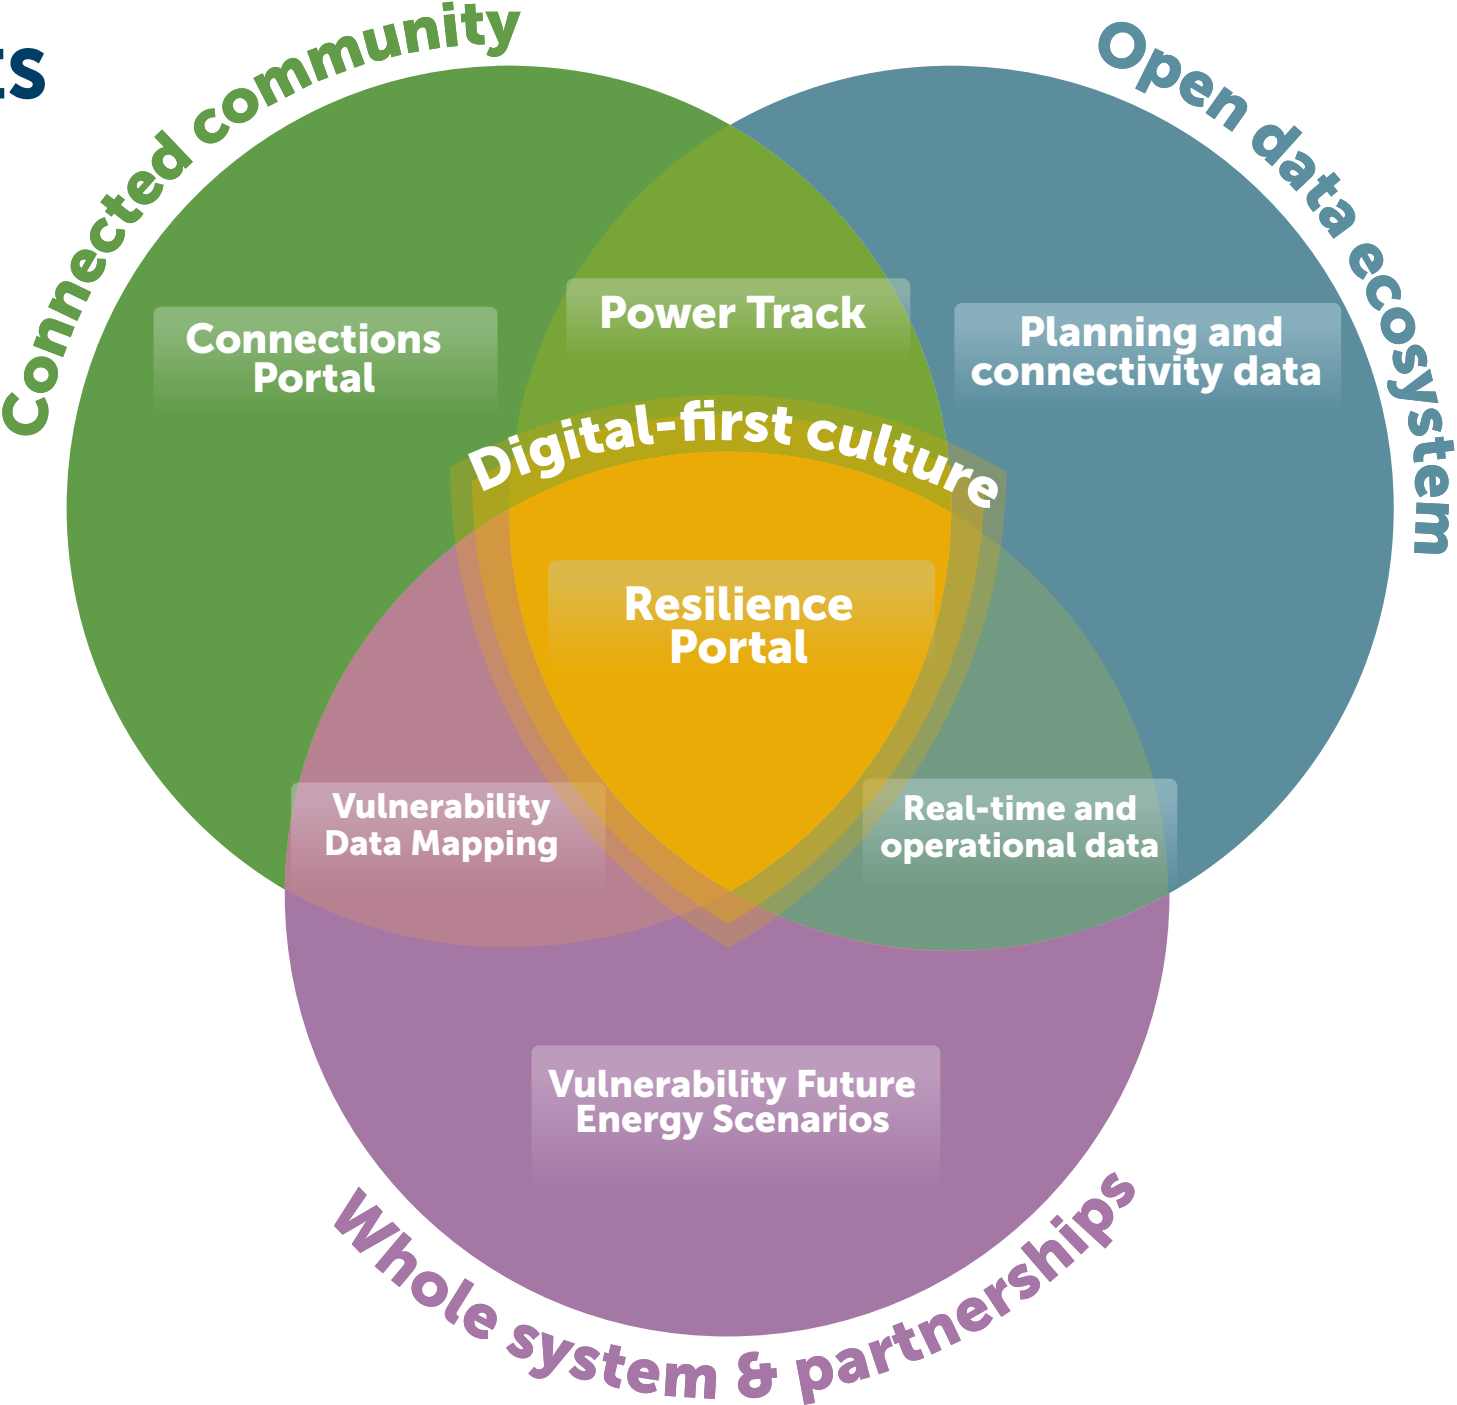 Connected community
Open data ecosystem
Connections
Portal
Power Track
Planning and
connectivity data
Digital-first culture
Resilience
Portal
Vulnerability
Data Mapping
Real-time and
operational data
Vulnerability Future
Energy Scenarios
Whole system & partnerships